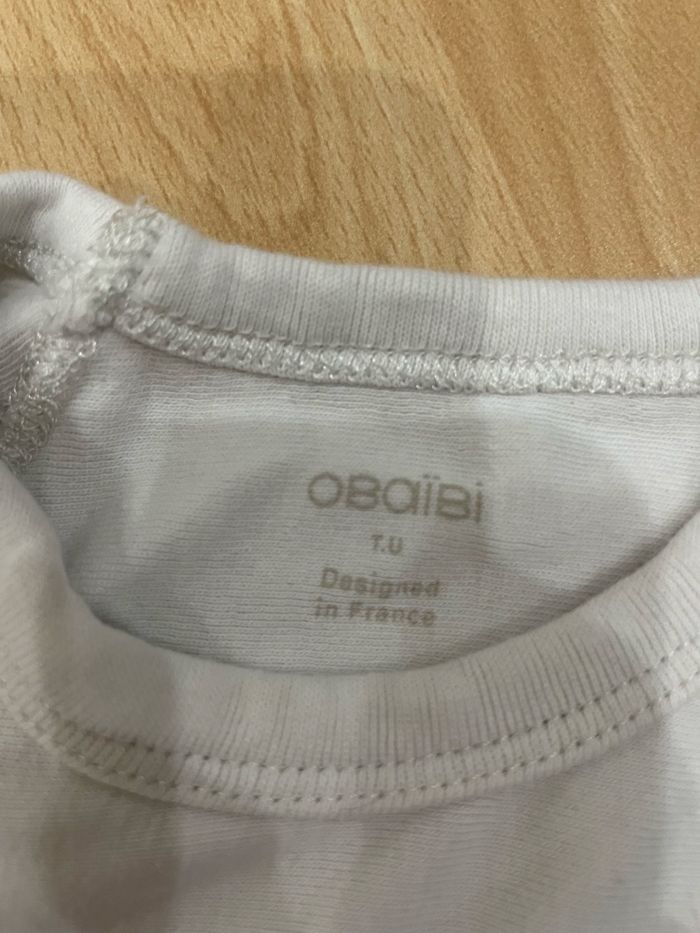 OBaïBi
T.U
Designed
in France